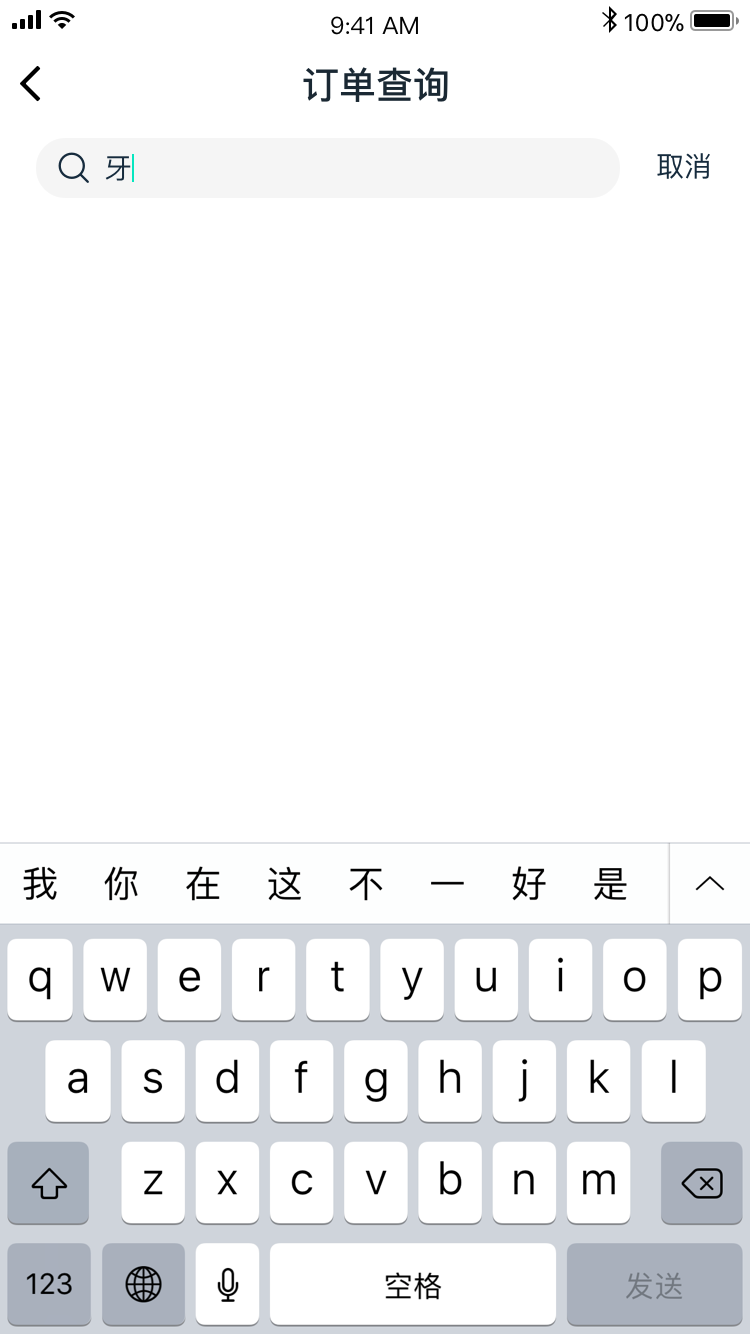 9:41 AM 100%
订单查询
牙 取消
我 你 在 这 不 一 好 是
q w e r t y u i o p
a s d f g h j k l
z x c v b n m
123 空格 发送